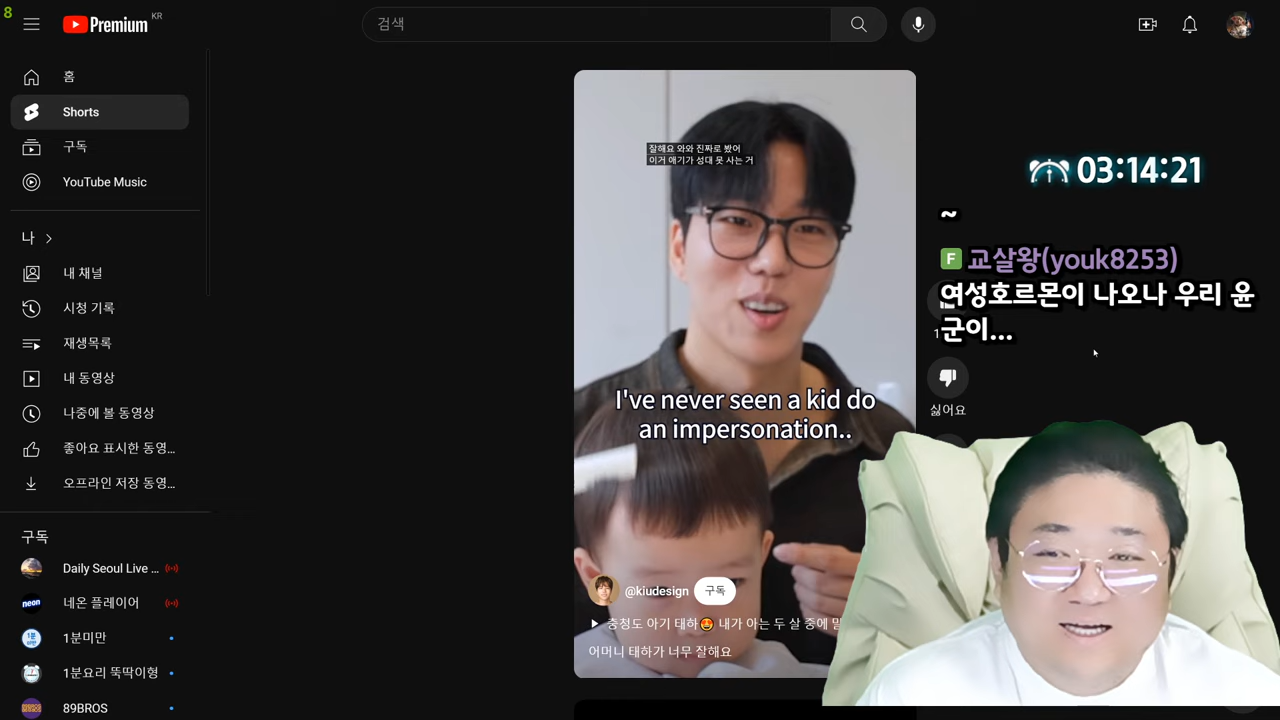 8
Premium
KR
검색
홈
Shorts
구독
YouTube Music
나
내 채널
시청 기록
재생목록
내 동영상
나중에 볼 동영상
좋아요 표시한 동영...
오프라인 저장 동영...
구독
Daily Seoul Live ...
neon 네온 플레이어
1분미만
1분요리 뚝딱이형
89BROS
잘해요 와와 진짜로 봤어
이거 얘기가 성대 못 사는 거
I've never seen a kid do
an impersonation..
@kiudesign 구독
충청도 아기 태하🤩 내가 아는 두 살 중에 말
어머니 태하가 너무 잘해요
03:14:21
~
F 교살왕(youk8253)
여성호르몬이 나오나 우리 윤
군이...
싫어요